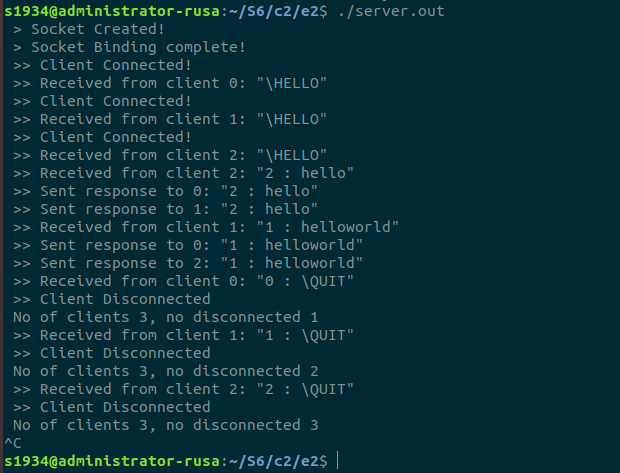 s1934@administrator-rusa:~/S6/c2/e2$ ./server.out
> Socket Created!
> Socket Binding complete!
>> Client Connected!
>> Received from client 0: "\HELLO"
>> Client Connected!
>> Received from client 1: "\HELLO"
>> Client Connected!
>> Received from client 2: "\HELLO"
>> Received from client 2: "2 : hello"
>> Sent response to 0: "2 : hello"
>> Sent response to 1: "2 : hello"
>> Received from client 1: "1 : helloworld"
>> Sent response to 0: "1 : helloworld"
>> Sent response to 2: "1 : helloworld"
>> Received from client 0: "0 : \QUIT"
>> Client Disconnected
No of clients 3, no disconnected 1
>> Received from client 1: "1 : \QUIT"
>> Client Disconnected
No of clients 3, no disconnected 2
>> Received from client 2: "2 : \QUIT"
>> Client Disconnected
No of clients 3, no disconnected 3
^C
s1934@administrator-rusa:~/S6/c2/e2$